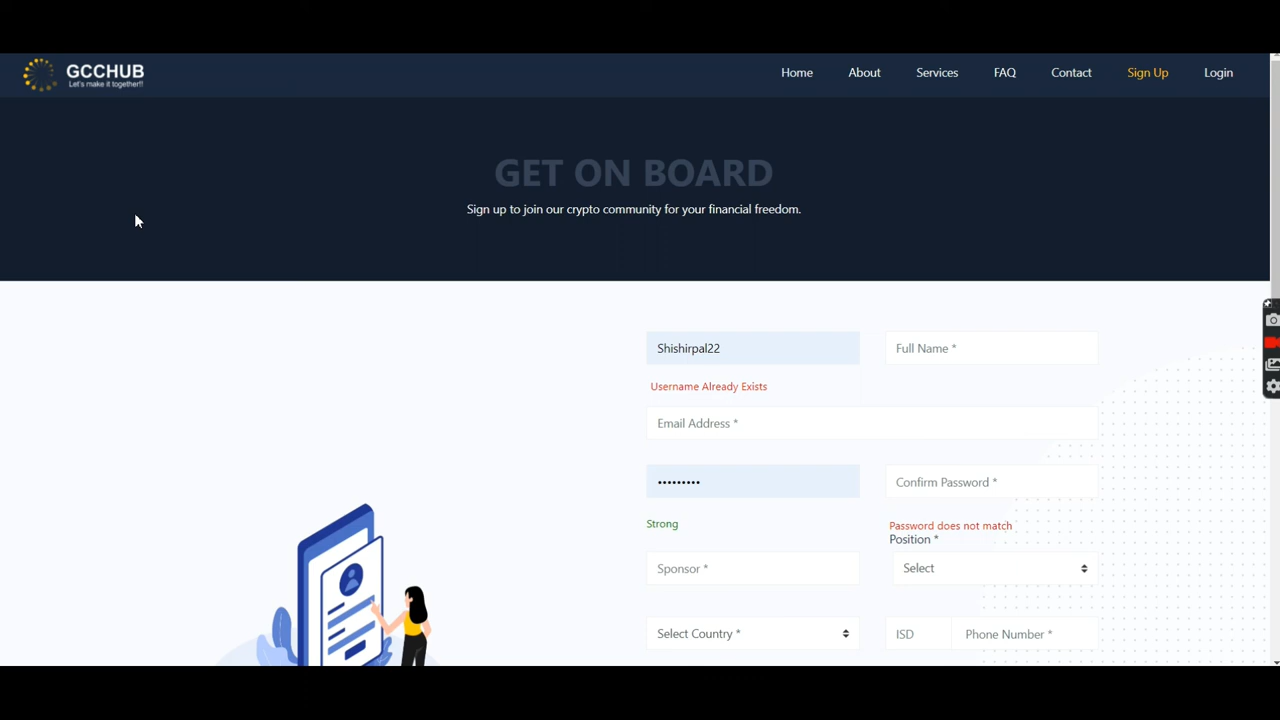 GCCHUB
Let's make it together!!
Home About Services FAQ Contact Sign Up Login
GET ON BOARD
Sign up to join our crypto community for your financial freedom.
Shishirpal22 Full Name *
Username Already Exists
Email Address *
••••••••• Confirm Password *
Strong Password does not match
Position *
Sponsor * Select
Select Country * ISD Phone Number *